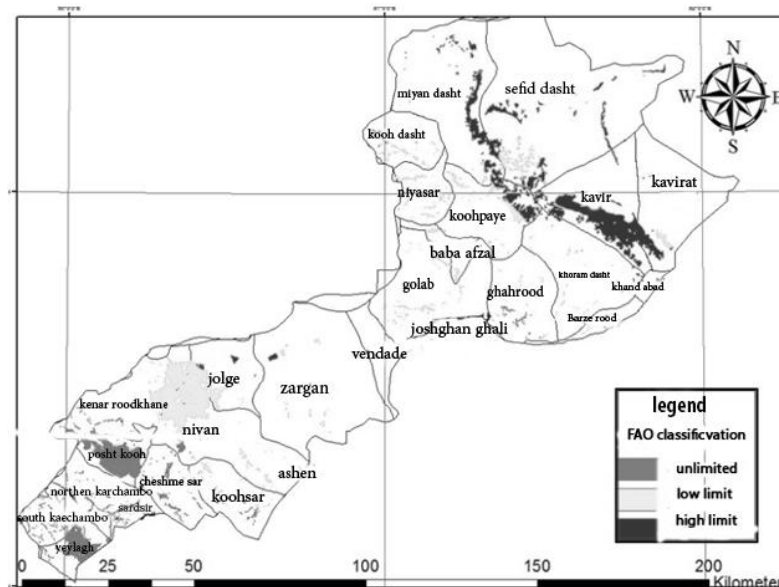 N
W E
S
miyan dasht
sefid dasht
kooh dasht
niyasar
kavir
kavirat
koohpaye
baba afzal
golab
ghahrood
khoram dasht
khand abad
Barze rood
joshghan ghali
vendade
jolge
zargan
kenar roodkhane
nivan
posht kooh
cheshme sar
ashen
koohsar
northen karchambo
sardsir
south kaechambo
yeylagh
legend
FAO classificvation
unlimited
low limit
high limit
0 25 50 100 150 200
Kilometer